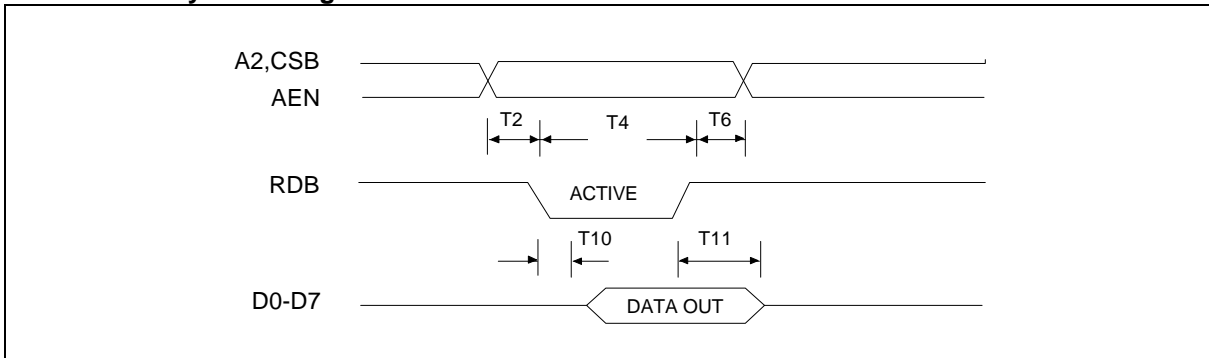 A2,CSB
AEN
T2 T4 T6
RDB
ACTIVE
T10 T11
D0-D7
DATA OUT